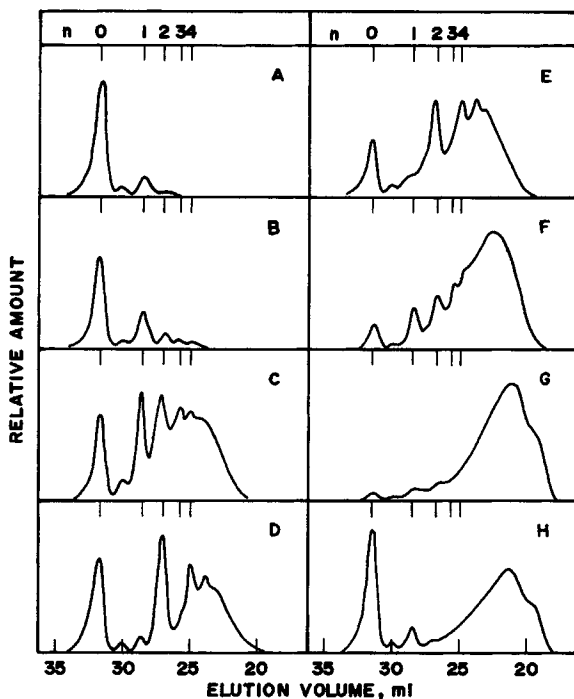 n 0 1 2 3 4 n 0 1 2 3 4
A E
B F
C G
D H
35 30 25 20 35 30 25 20
RELATIVE AMOUNT
ELUTION VOLUME, ml